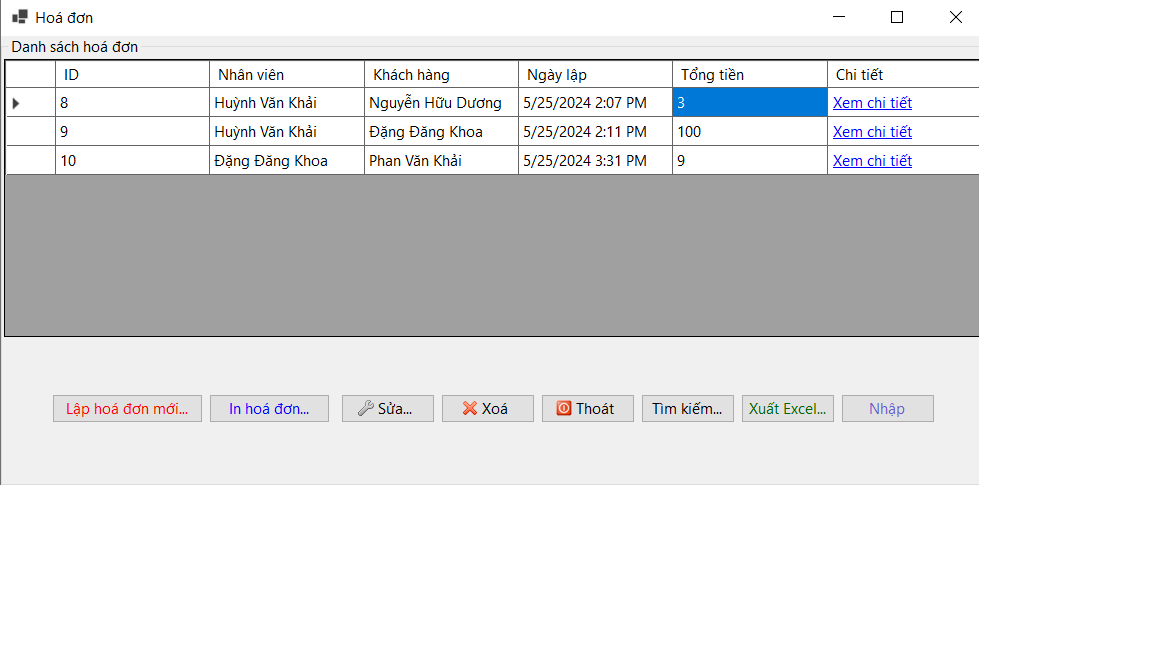 Hoá đơn
Danh sách hoá đơn
ID Nhân viên Khách hàng Ngày lập Tổng tiền Chi tiết
8 Huỳnh Văn Khải Nguyễn Hữu Dương 5/25/2024 2:07 PM 3 Xem chi tiết
9 Huỳnh Văn Khải Đặng Đăng Khoa 5/25/2024 2:11 PM 100 Xem chi tiết
10 Đặng Đăng Khoa Phan Văn Khải 5/25/2024 3:31 PM 9 Xem chi tiết
Lập hoá đơn mới... In hoá đơn... Sửa... Xoá Thoát Tìm kiếm... Xuất Excel... Nhập